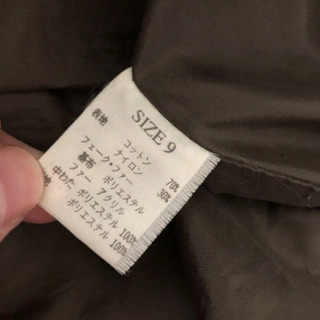 SIZE 9
表地
コットン 70%
ナイロン 30%
フェーク・ファー
基布 ポリエステル
ファー アクリル
中わた ポリエステル 100%
ポリエステル 100%